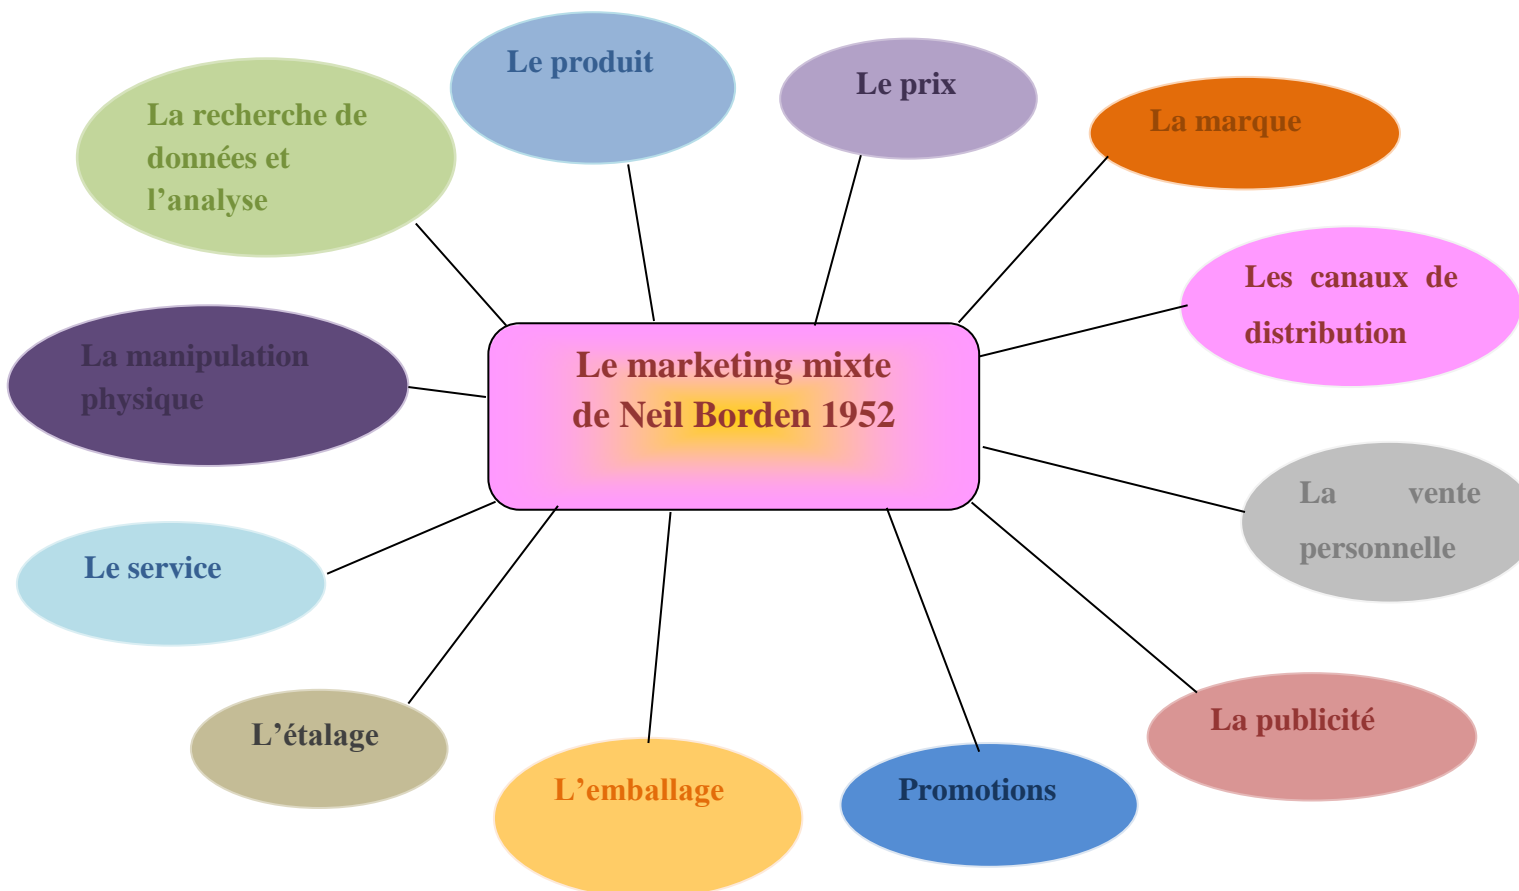 Le produit
Le prix
La marque
La recherche de
données et
l’analyse
Les canaux de
distribution
La manipulation
physique
Le marketing mixte
de Neil Borden 1952
La vente
personnelle
Le service
L’étalage
L’emballage
Promotions
La publicité